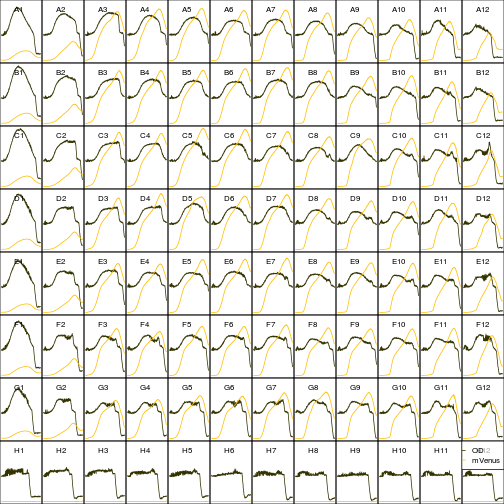 A1 A2 A3 A4 A5 A6 A7 A8 A9 A10 A11 A12
B1 B2 B3 B4 B5 B6 B7 B8 B9 B10 B11 B12
C1 C2 C3 C4 C5 C6 C7 C8 C9 C10 C11 C12
D1 D2 D3 D4 D5 D6 D7 D8 D9 D10 D11 D12
E1 E2 E3 E4 E5 E6 E7 E8 E9 E10 E11 E12
F1 F2 F3 F4 F5 F6 F7 F8 F9 F10 F11 F12
G1 G2 G3 G4 G5 G6 G7 G8 G9 G10 G11 G12
H1 H2 H3 H4 H5 H6 H7 H8 H9 H10 H11
OD
mVenus